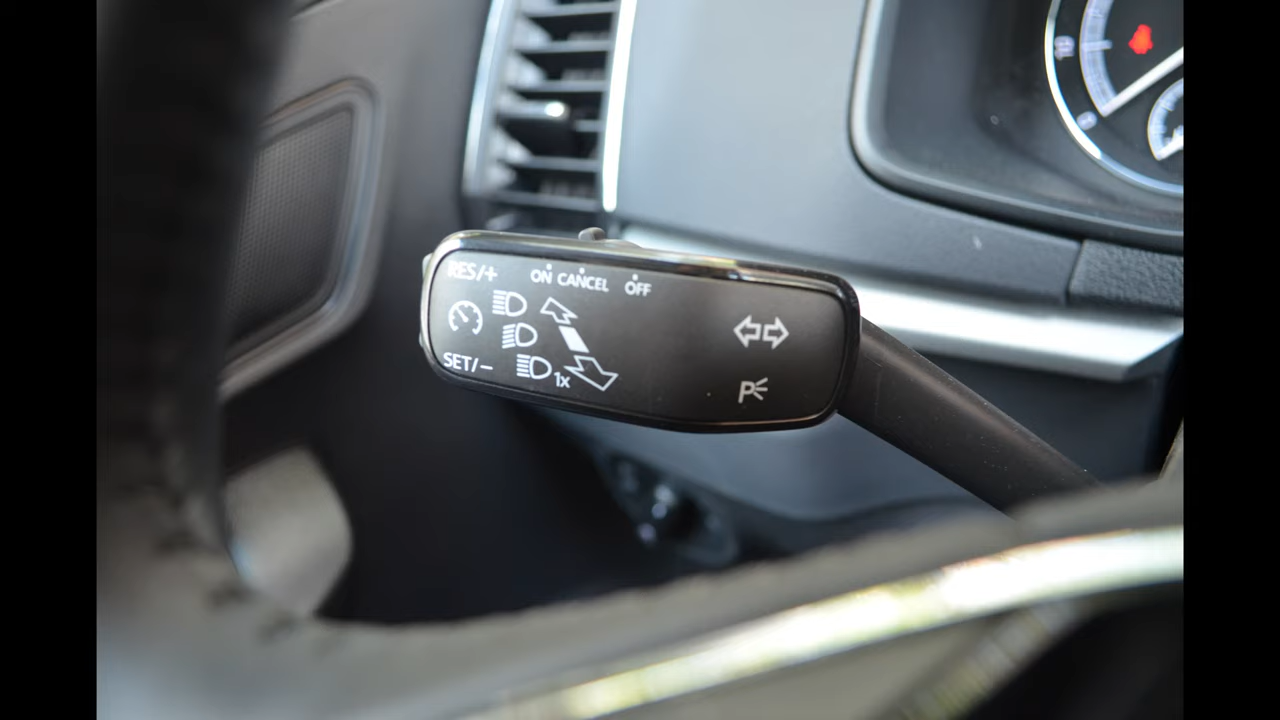 RES/+
ON CANCEL OFF
SET/-
1x
P